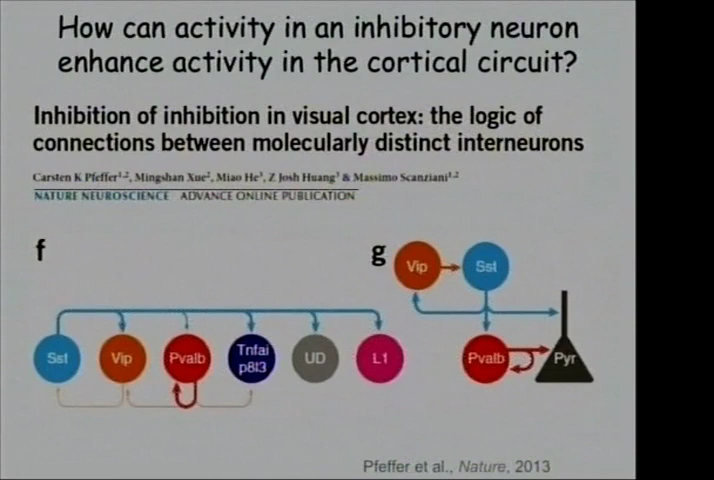 How can activity in an inhibitory neuron
enhance activity in the cortical circuit?
Inhibition of inhibition in visual cortex: the logic of
connections between molecularly distinct interneurons
Carsten K Pfeffer1,2, Mingshan Xue2, Miao He3, Z Josh Huang3 & Massimo Scanziani1,2
NATURE NEUROSCIENCE ADVANCE ONLINE PUBLICATION
f
g
Vip
Sst
Sst
Vip
Pvalb
Tnfai
p8l3
UD
L1
Pvalb
Pyr
Pfeffer et al., Nature, 2013